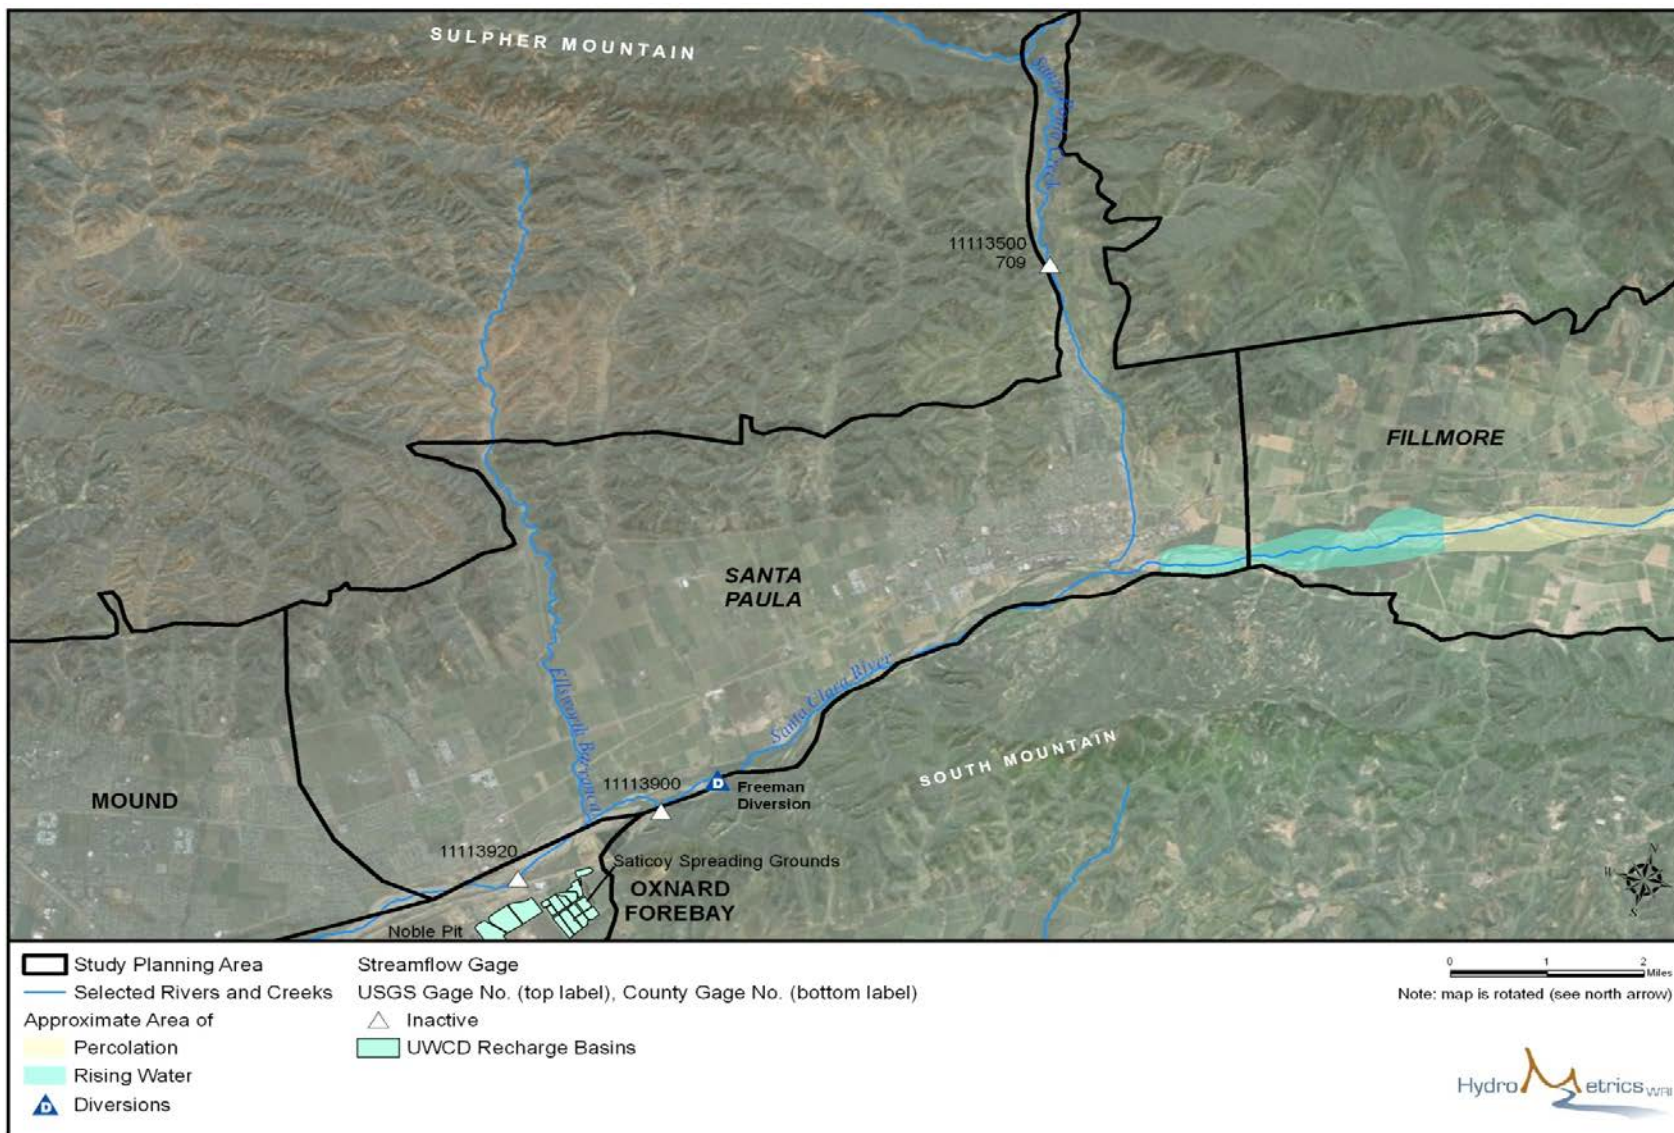 SULPHER MOUNTAIN
Santa Paula Creek
11113500
709
FILLMORE
SANTA
PAULA
Ellsworth Barranca
Santa Clara River
SOUTH MOUNTAIN
11113900
D
Freeman
Diversion
MOUND
11113920
Saticoy Spreading Grounds
OXNARD
FOREBAY
Noble Pit
N
W
S
Study Planning Area
Selected Rivers and Creeks
Approximate Area of
Percolation
Rising Water
D Diversions
Streamflow Gage
USGS Gage No. (top label), County Gage No. (bottom label)
Inactive
UWCD Recharge Basins
0 1 2
Miles
Note: map is rotated (see north arrow)
HydroMetrics WRI